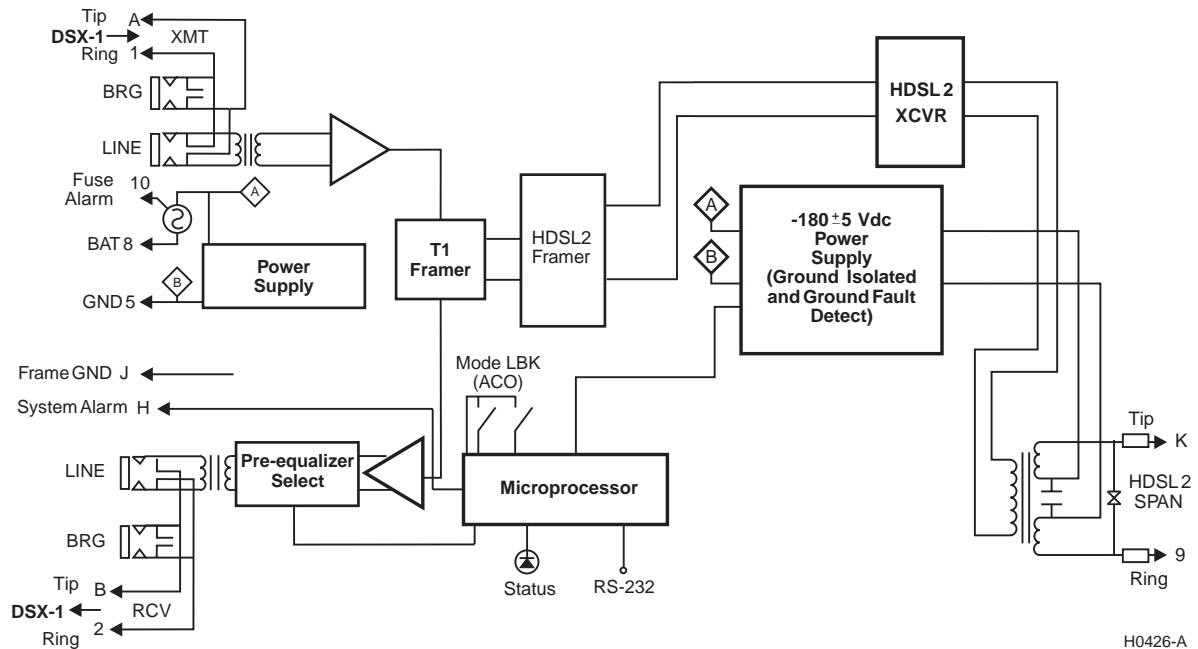 Tip A
DSX-1 XMT
Ring 1
BRG
LINE
Fuse
Alarm 10
A
BAT 8
B
GND 5
Power
Supply
T1
Framer
HDSL2
Framer
HDSL 2
XCVR
A
B
-180 ± 5 Vdc
Power
Supply
(Ground Isolated
and Ground Fault
Detect)
Frame GND J
System Alarm H
Mode LBK
(ACO)
LINE
Pre-equalizer
Select
Microprocessor
BRG
Tip B
DSX-1 RCV
Ring 2
Status
RS-232
Tip
K
HDSL 2
SPAN
9
Ring
H0426-A